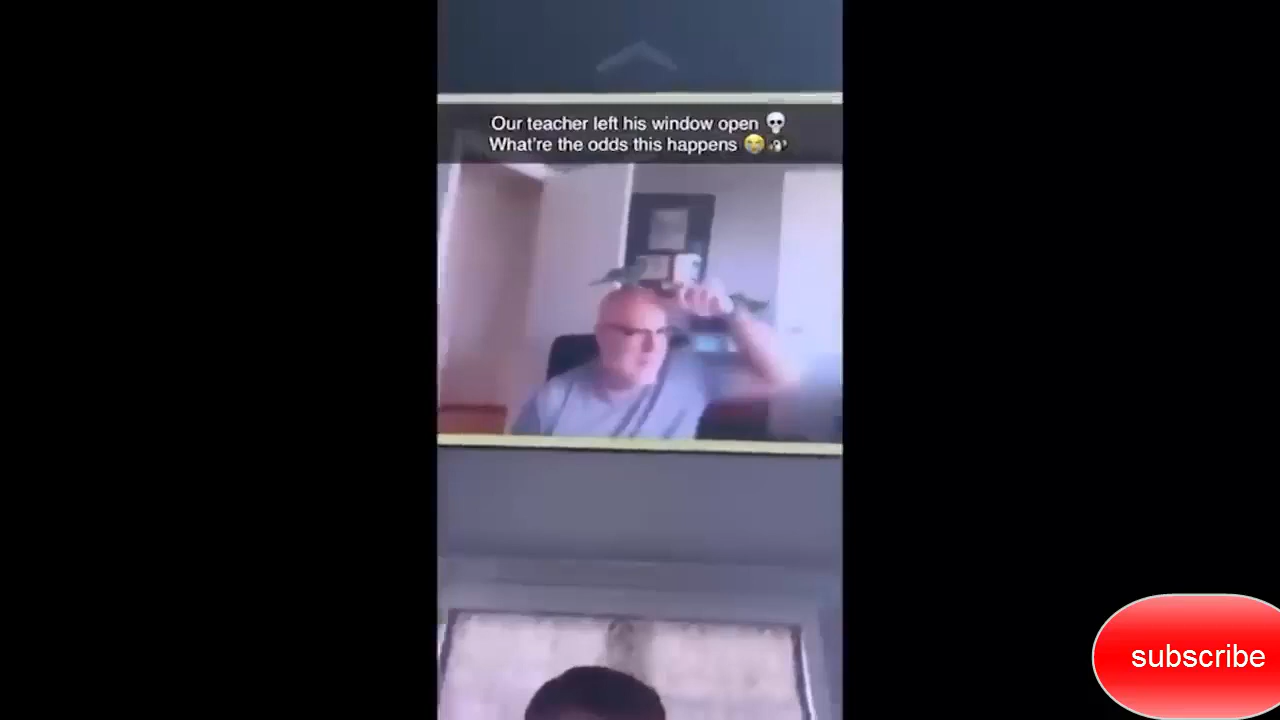 Our teacher left his window open 💀
What're the odds this happens 😭
subscribe